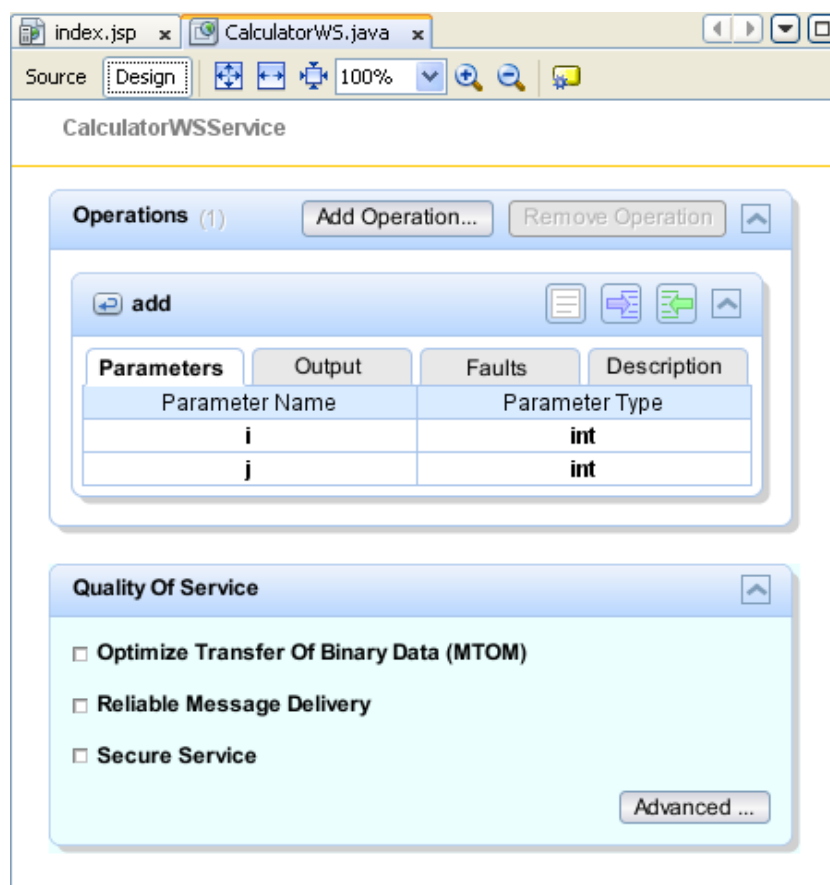 index.jsp x CalculatorWS.java x
Source Design 100%
CalculatorWSService
Operations (1) Add Operation... Remove Operation
add
Parameters Output Faults Description
Parameter Name Parameter Type
i int
j int
Quality Of Service
Optimize Transfer Of Binary Data (MTOM)
Reliable Message Delivery
Secure Service
Advanced ...